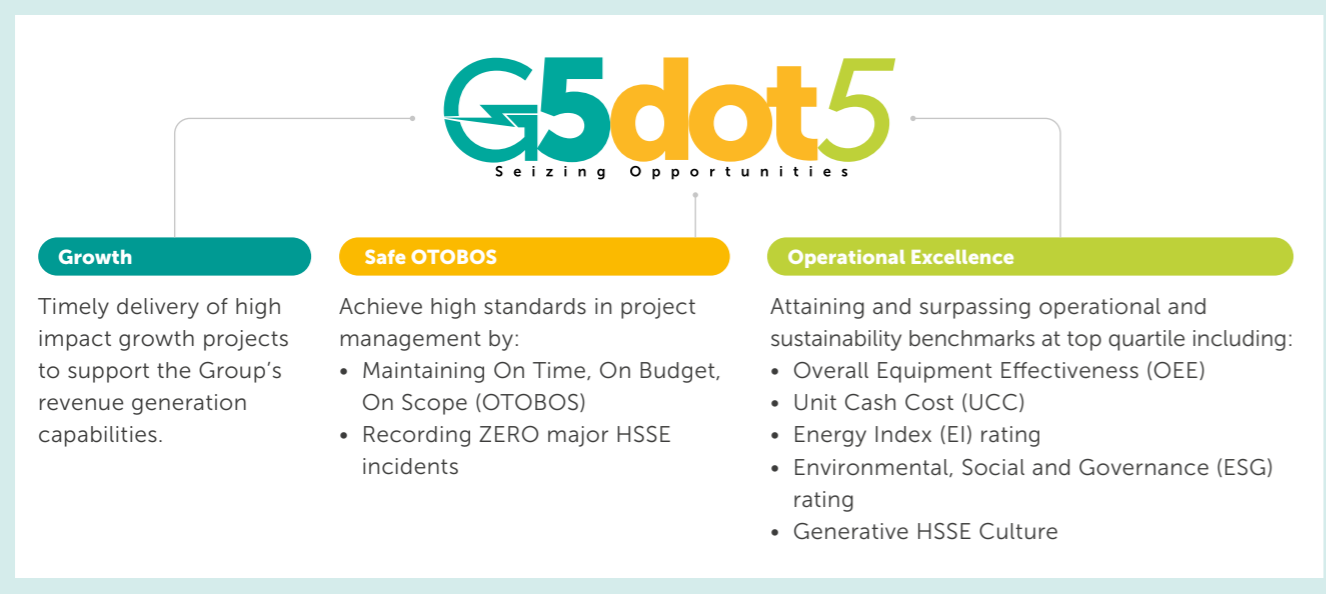 G5dot5
Seizing Opportunities
Growth
Timely delivery of high
impact growth projects
to support the Group’s
revenue generation
capabilities.
Safe OTOBOS
Achieve high standards in project
management by:
• Maintaining On Time, On Budget,
On Scope (OTOBOS)
• Recording ZERO major HSSE
incidents
Operational Excellence
Attaining and surpassing operational and
sustainability benchmarks at top quartile including:
• Overall Equipment Effectiveness (OEE)
• Unit Cash Cost (UCC)
• Energy Index (EI) rating
• Environmental, Social and Governance (ESG)
rating
• Generative HSSE Culture